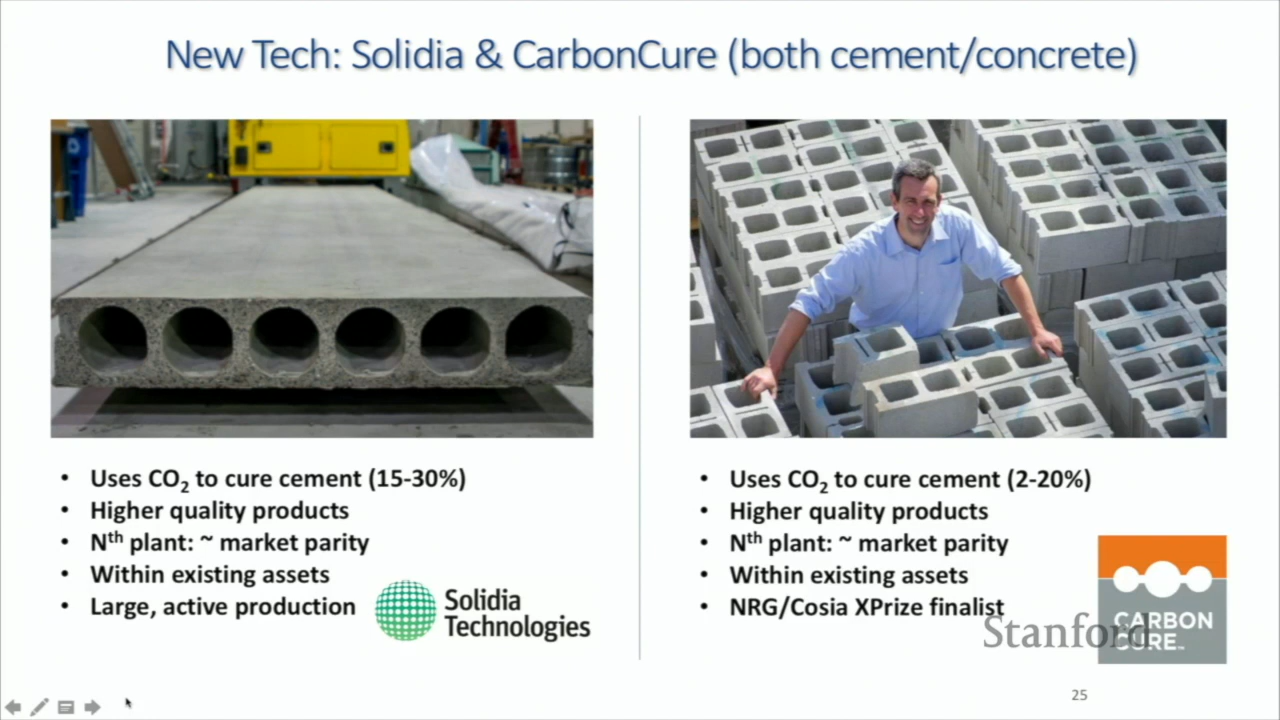 New Tech: Solidia & CarbonCure (both cement/concrete)
• Uses CO₂ to cure cement (15-30%)
• Higher quality products
• Nᵗʰ plant: ~ market parity
• Within existing assets
• Large, active production
Solidia
Technologies
• Uses CO₂ to cure cement (2-20%)
• Higher quality products
• Nᵗʰ plant: ~ market parity
• Within existing assets
• NRG/Cosia XPrize finalist
CARBON
CURE™
Stanford
25